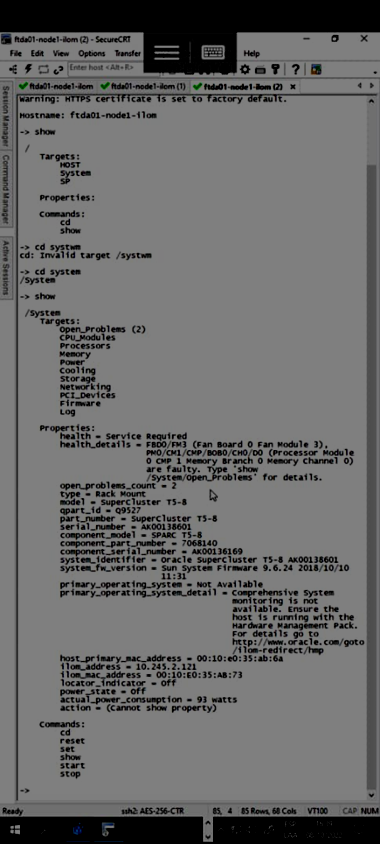 ftda01-node1-ilom (2) - SecureCRT
File Edit View Options Transfer Help
Enter host <Alt+R>
ftda01-node1-ilom ftda01-node1-ilom (1) ftda01-node1-ilom (2)
Session Manager
Command Manager
Active Sessions
Warning: HTTPS certificate is set to factory default.
Hostname: ftda01-node1-ilom
-> show
/
Targets:
HOST
System
SP
Properties:
Commands:
cd
show
-> cd systwm
cd: Invalid target /systwm
-> cd system
/System
-> show
/System
Targets:
Open_Problems (2)
CPU_Modules
Processors
Memory
Power
Cooling
Storage
Networking
PCI_Devices
Firmware
Log
Properties:
health = Service Required
health_details = FBD0/FM3 (Fan Board 0 Fan Module 3),
PM0/CM1/CMP/BOB0/CH0/D0 (Processor Module
0 CMP 1 Memory Branch 0 Memory Channel 0)
are faulty. Type 'show
/System/Open_Problems' for details.
open_problems_count = 2
type = Rack Mount
model = SuperCluster T5-8
qpart_id = Q9527
part_number = SuperCluster T5-8
serial_number = AK00138601
component_model = SPARC T5-8
component_part_number = 7068140
component_serial_number = AK00136169
system_identifier = Oracle SuperCluster T5-8 AK00138601
system_fw_version = Sun System Firmware 9.6.24 2018/10/10
11:31
primary_operating_system = Not Available
primary_operating_system_detail = Comprehensive System
monitoring is not
available. Ensure the
host is running with the
Hardware Management Pack.
For details go to
http://www.oracle.com/goto
/ilom-redirect/hmp
host_primary_mac_address = 00:10:e0:35:ab:6a
ilom_address = 10.245.2.121
ilom_mac_address = 00:10:E0:35:AB:73
locator_indicator = Off
power_state = Off
actual_power_consumption = 93 watts
action = (Cannot show property)
Commands:
cd
reset
set
show
start
stop
->
Ready ssh2: AES-256-CTR 85, 4 85 Rows, 68 Cols VT100 CAP NUM